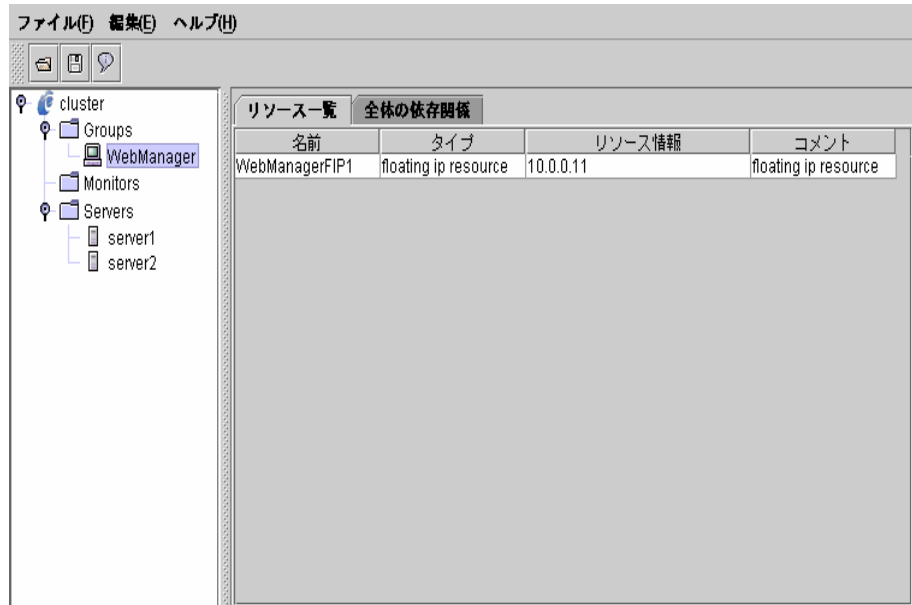 ファイル(F) 編集(E) ヘルプ(H)
cluster
Groups
WebManager
Monitors
Servers
server1
server2
リソース一覧 全体の依存関係
名前 タイプ リソース情報 コメント
WebManagerFIP1 floating ip resource 10.0.0.11 floating ip resource